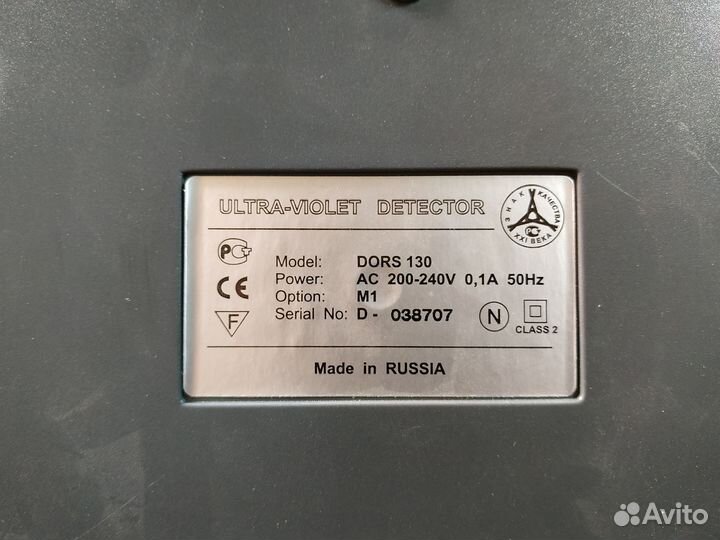 ULTRA-VIOLET DETECTOR
ЗНАК КАЧЕСТВА
XXI ВЕКА
РСТ
Model: DORS 130
CE
Power: AC 200-240V 0,1A 50Hz
Option: M1
F
Serial No: D - 038707
N
CLASS 2
Made in RUSSIA
Avito